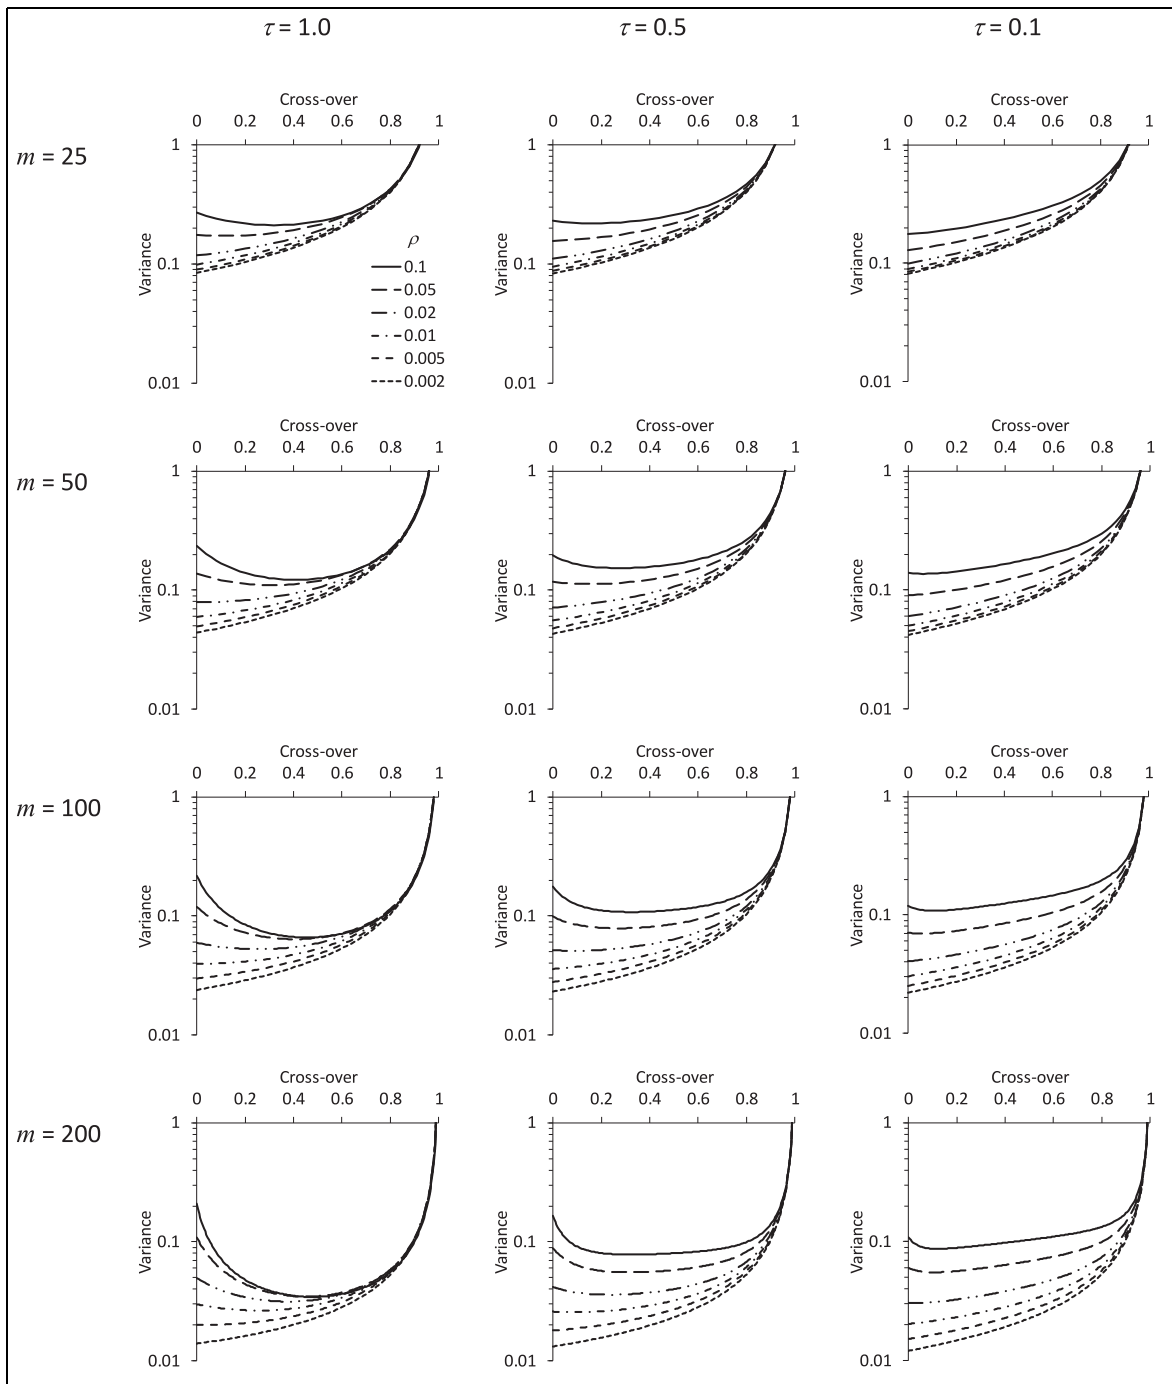 τ = 1.0 τ = 0.5 τ = 0.1
m = 25
Cross-over Cross-over Cross-over
0 0.2 0.4 0.6 0.8 1 0 0.2 0.4 0.6 0.8 1 0 0.2 0.4 0.6 0.8 1
Variance Variance Variance
1 1 1
0.1 0.1 0.1
0.01 0.01 0.01
ρ
0.1
0.05
0.02
0.01
0.005
0.002
m = 50
Cross-over Cross-over Cross-over
0 0.2 0.4 0.6 0.8 1 0 0.2 0.4 0.6 0.8 1 0 0.2 0.4 0.6 0.8 1
Variance Variance Variance
1 1 1
0.1 0.1 0.1
0.01 0.01 0.01
m = 100
Cross-over Cross-over Cross-over
0 0.2 0.4 0.6 0.8 1 0 0.2 0.4 0.6 0.8 1 0 0.2 0.4 0.6 0.8 1
Variance Variance Variance
1 1 1
0.1 0.1 0.1
0.01 0.01 0.01
m = 200
Cross-over Cross-over Cross-over
0 0.2 0.4 0.6 0.8 1 0 0.2 0.4 0.6 0.8 1 0 0.2 0.4 0.6 0.8 1
Variance Variance Variance
1 1 1
0.1 0.1 0.1
0.01 0.01 0.01